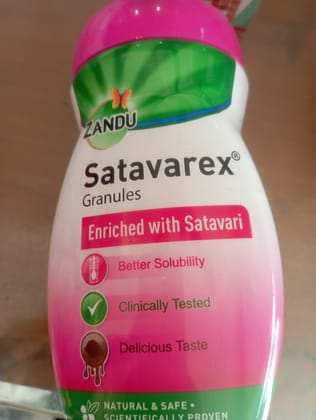 ZANDU
Satavarex®
Granules
Enriched with Satavari
Better Solubility
Clinically Tested
Delicious Taste
NATURAL & SAFE •
SCIENTIFICALLY PROVEN